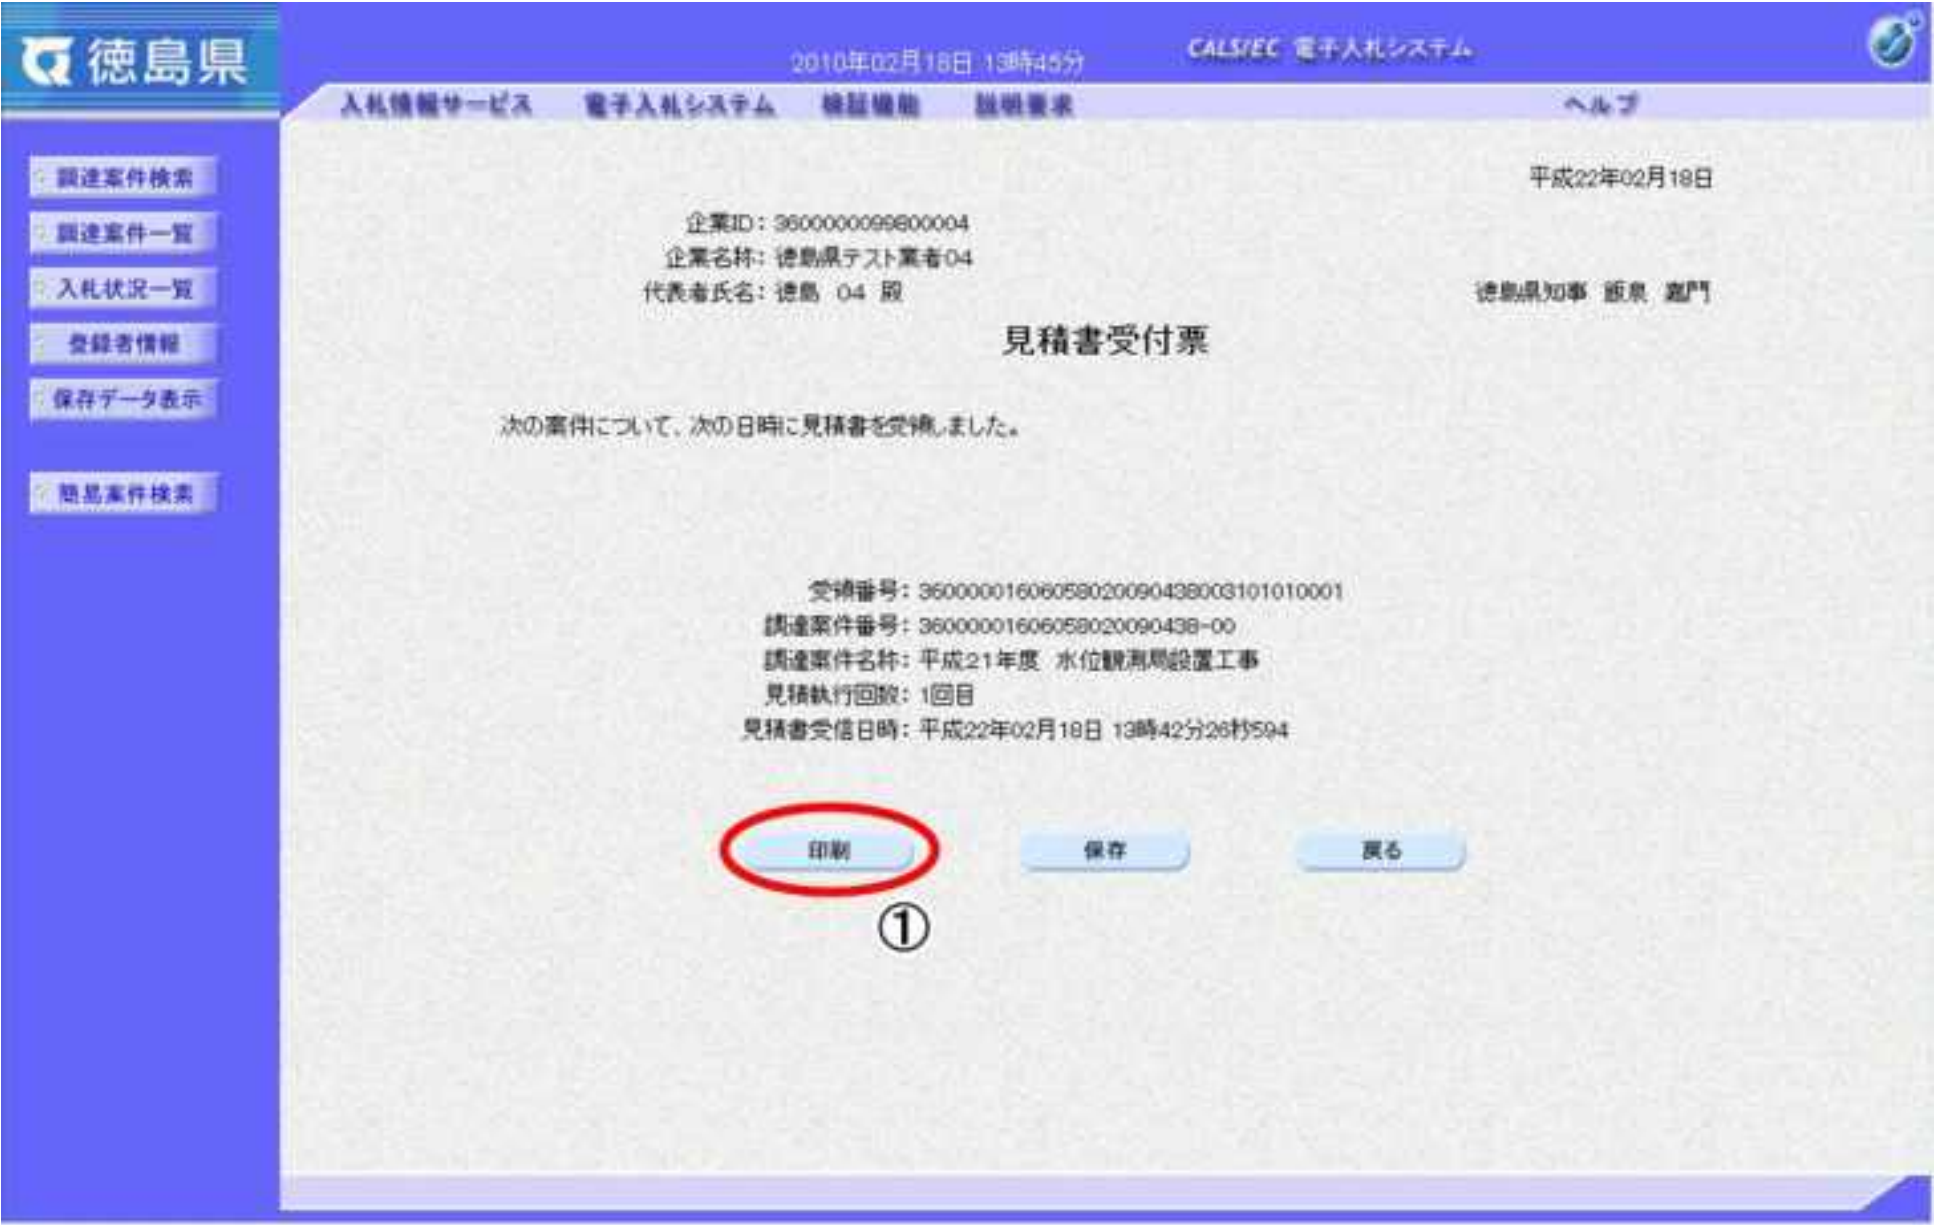 徳島県
2010年02月18日 13時45分
CALS/EC 電子入札システム
入札情報サービス 電子入札システム 検証機能 説明要求 ヘルプ
調達案件検索
調達案件一覧
入札状況一覧
登録者情報
保存データ表示
簡易案件検索
平成22年02月18日
企業ID：3600000099800004
企業名称：徳島県テスト業者04
代表者氏名：徳島 04 殿
徳島県知事 飯泉 嘉門
見積書受付票
次の案件について、次の日時に見積書を受領しました。
受領番号：36000001606058020090438003101010001
調達案件番号：36000001606058020090438-00
調達案件名称：平成21年度 水位観測局設置工事
見積執行回数：1回目
見積書受信日時：平成22年02月18日 13時42分26秒594
印刷 保存 戻る
①